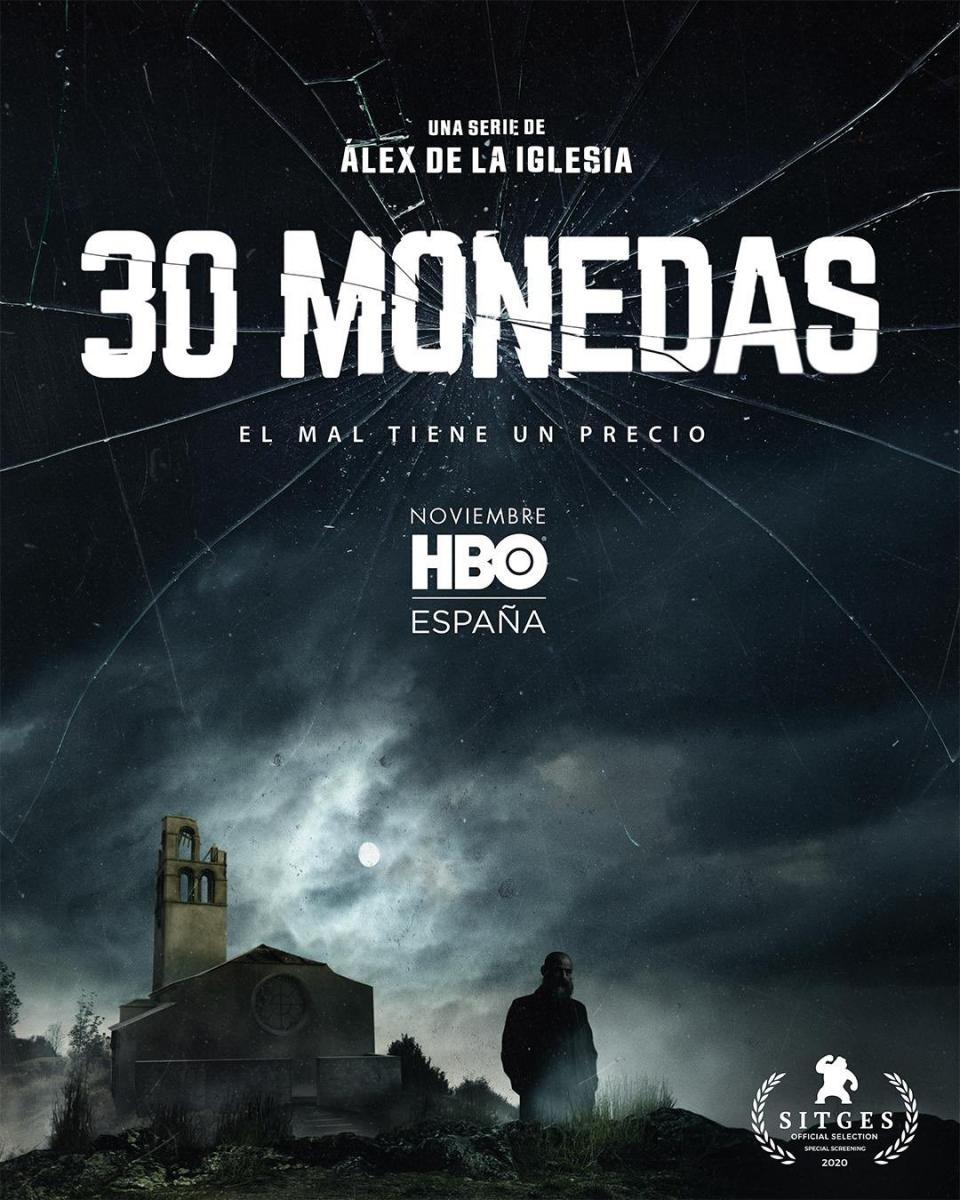 UNA SERIE DE
ÁLEX DE LA IGLESIA
30 MONEDAS
EL MAL TIENE UN PRECIO
NOVIEMBRE
HBO
ESPAÑA
SITGES
OFFICIAL SELECTION
SPECIAL SCREENING
2020